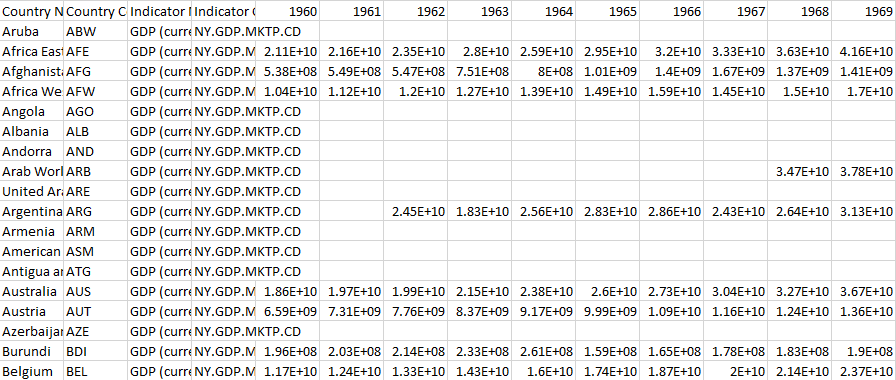 Country N Country C Indicator N Indicator C 1960 1961 1962 1963 1964 1965 1966 1967 1968 1969
Aruba ABW GDP (curre NY.GDP.MKTP.CD
Africa East AFE GDP (curre NY.GDP.M 2.11E+10 2.16E+10 2.35E+10 2.8E+10 2.59E+10 2.95E+10 3.2E+10 3.33E+10 3.63E+10 4.16E+10
Afghanista AFG GDP (curre NY.GDP.M 5.38E+08 5.49E+08 5.47E+08 7.51E+08 8E+08 1.01E+09 1.4E+09 1.67E+09 1.37E+09 1.41E+09
Africa We AFW GDP (curre NY.GDP.M 1.04E+10 1.12E+10 1.2E+10 1.27E+10 1.39E+10 1.49E+10 1.59E+10 1.45E+10 1.5E+10 1.7E+10
Angola AGO GDP (curre NY.GDP.MKTP.CD
Albania ALB GDP (curre NY.GDP.MKTP.CD
Andorra AND GDP (curre NY.GDP.MKTP.CD
Arab Worl ARB GDP (curre NY.GDP.MKTP.CD 3.47E+10 3.78E+10
United Ara ARE GDP (curre NY.GDP.MKTP.CD
Argentina ARG GDP (curre NY.GDP.MKTP.CD 2.45E+10 1.83E+10 2.56E+10 2.83E+10 2.86E+10 2.43E+10 2.64E+10 3.13E+10
Armenia ARM GDP (curre NY.GDP.MKTP.CD
American ASM GDP (curre NY.GDP.MKTP.CD
Antigua an ATG GDP (curre NY.GDP.MKTP.CD
Australia AUS GDP (curre NY.GDP.M 1.86E+10 1.97E+10 1.99E+10 2.15E+10 2.38E+10 2.6E+10 2.73E+10 3.04E+10 3.27E+10 3.67E+10
Austria AUT GDP (curre NY.GDP.M 6.59E+09 7.31E+09 7.76E+09 8.37E+09 9.17E+09 9.99E+09 1.09E+10 1.16E+10 1.24E+10 1.36E+10
Azerbaijan AZE GDP (curre NY.GDP.MKTP.CD
Burundi BDI GDP (curre NY.GDP.M 1.96E+08 2.03E+08 2.14E+08 2.33E+08 2.61E+08 1.59E+08 1.65E+08 1.78E+08 1.83E+08 1.9E+08
Belgium BEL GDP (curre NY.GDP.M 1.17E+10 1.24E+10 1.33E+10 1.43E+10 1.6E+10 1.74E+10 1.87E+10 2E+10 2.14E+10 2.37E+10